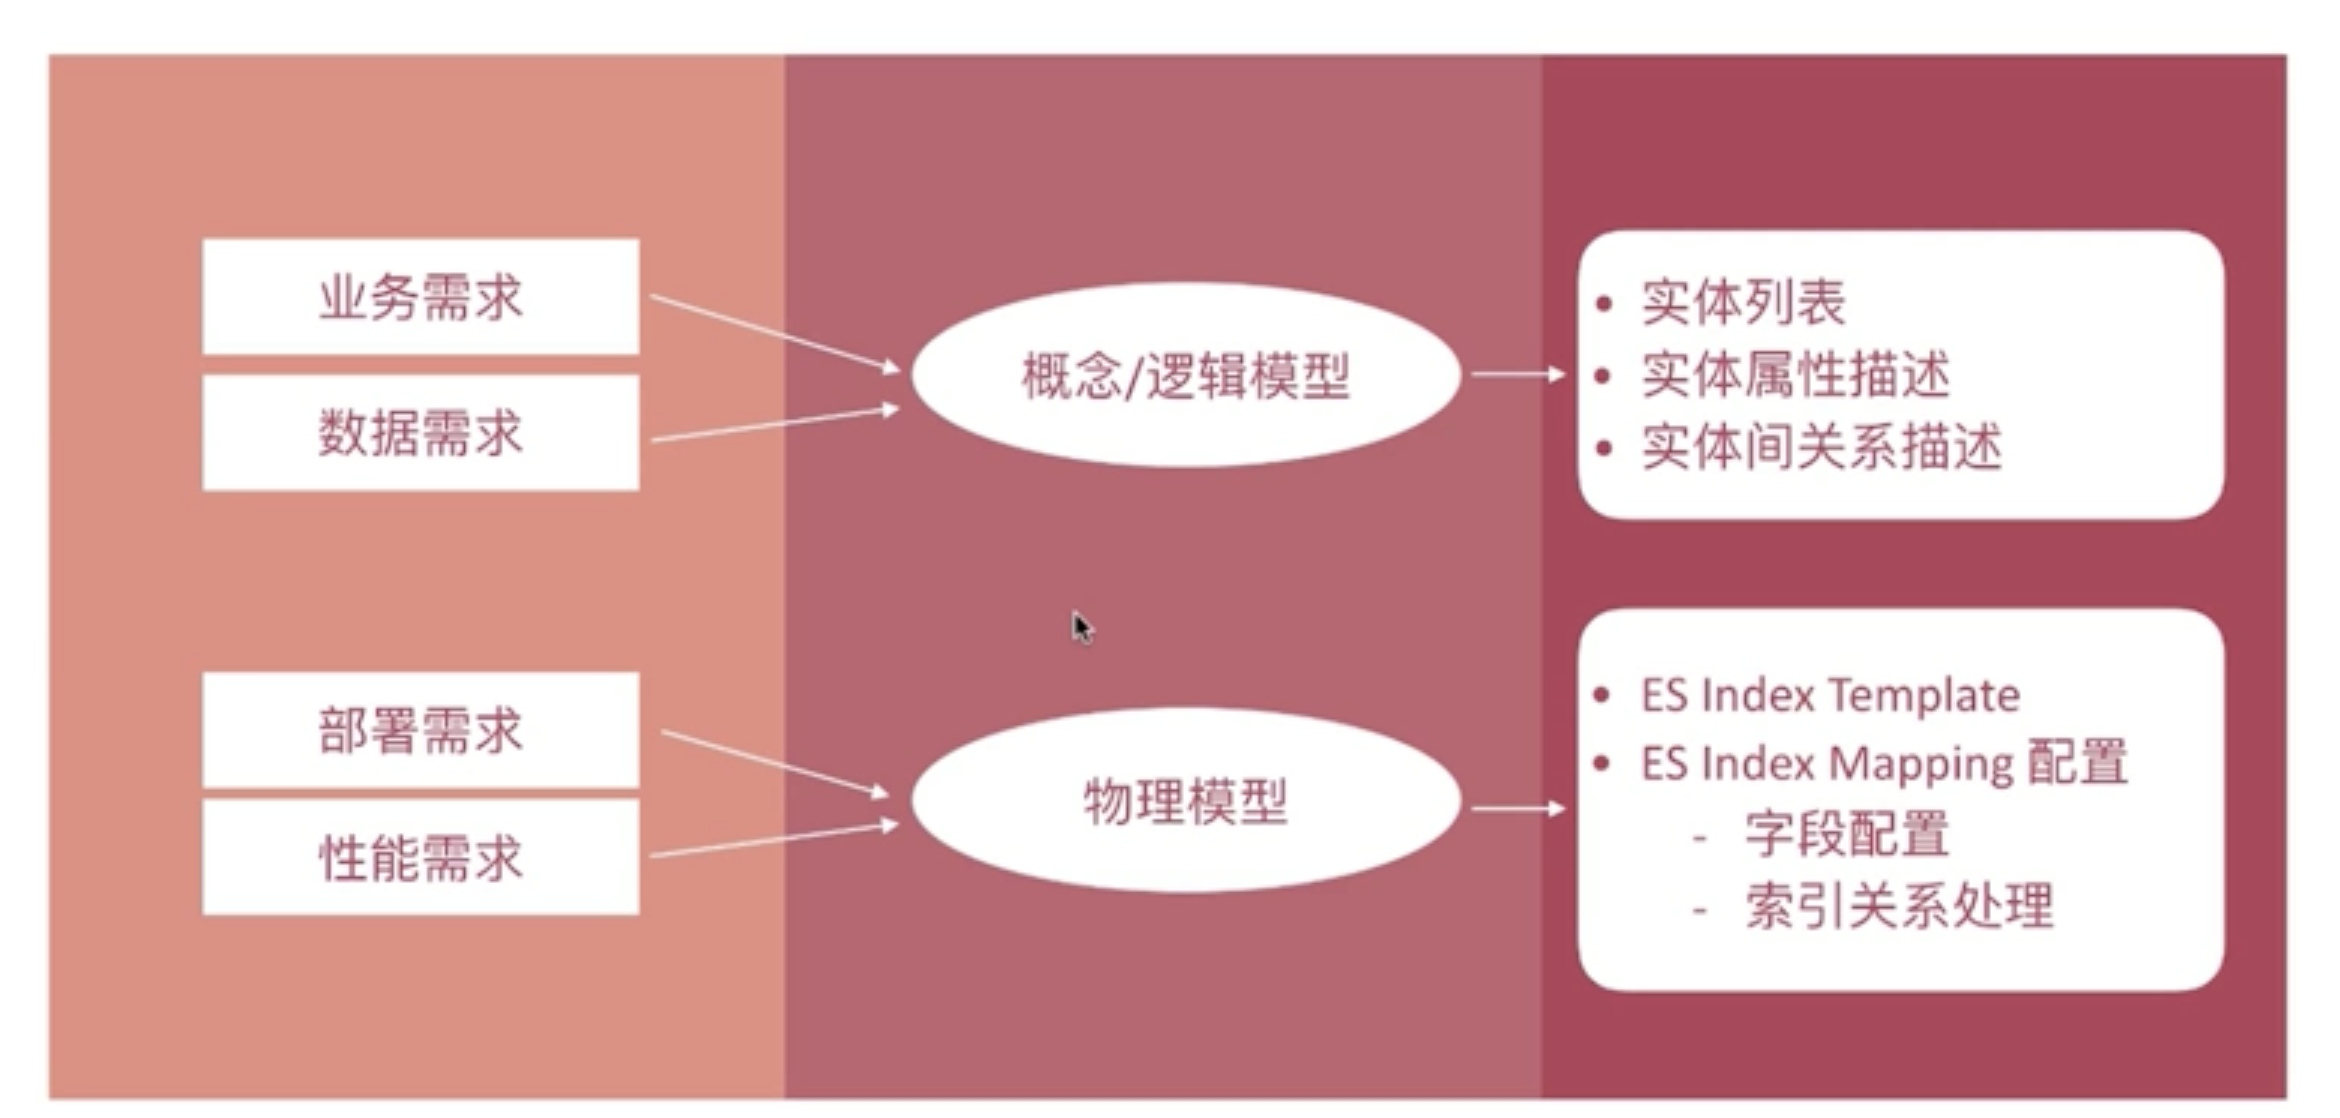 业务需求
数据需求
概念/逻辑模型
• 实体列表
• 实体属性描述
• 实体间关系描述
部署需求
性能需求
物理模型
• ES Index Template
• ES Index Mapping 配置
- 字段配置
- 索引关系处理